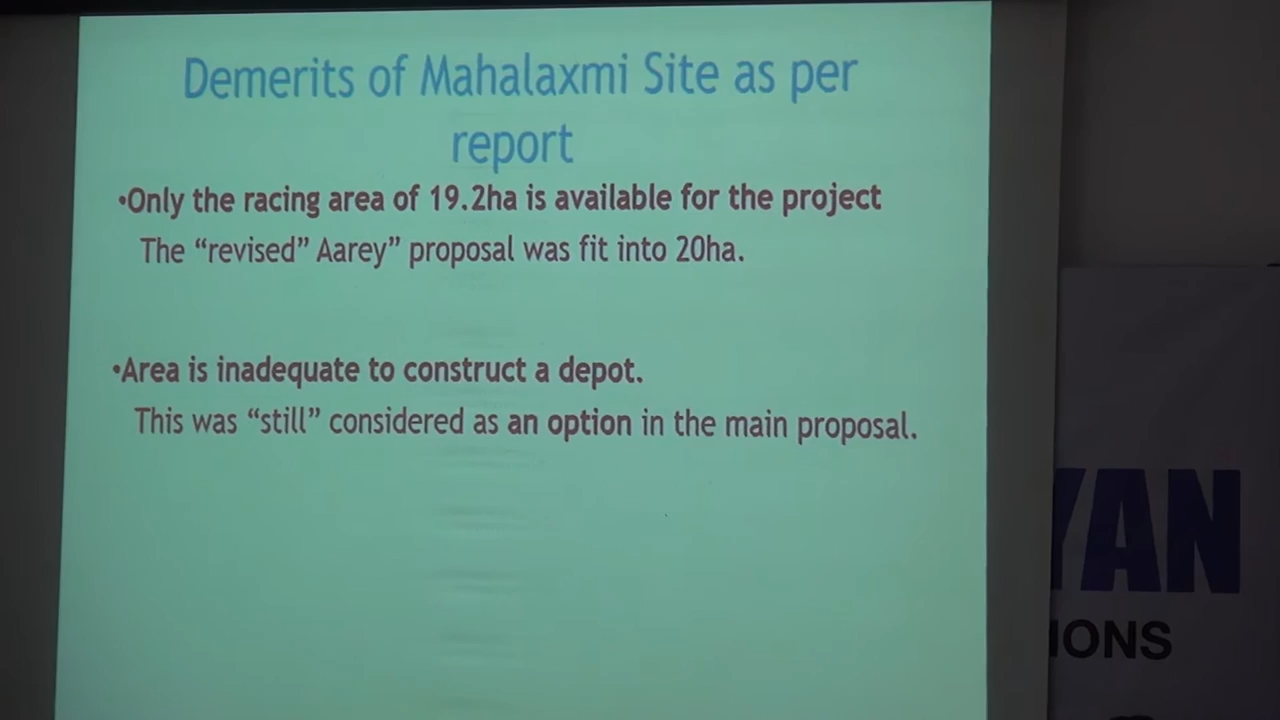 Demerits of Mahalaxmi Site as per
report
•Only the racing area of 19.2ha is available for the project
The “revised” Aarey” proposal was fit into 20ha.
•Area is inadequate to construct a depot.
This was “still” considered as an option in the main proposal.
YAN
IONS